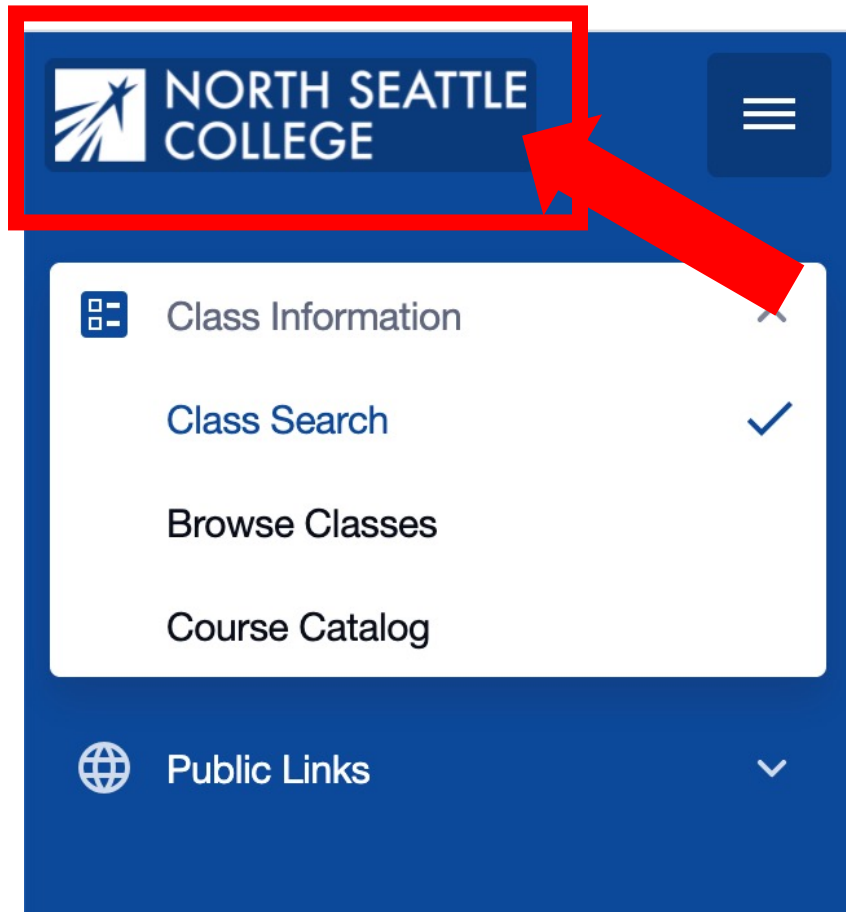 NORTH SEATTLE
COLLEGE
Class Information
Class Search
Browse Classes
Course Catalog
Public Links